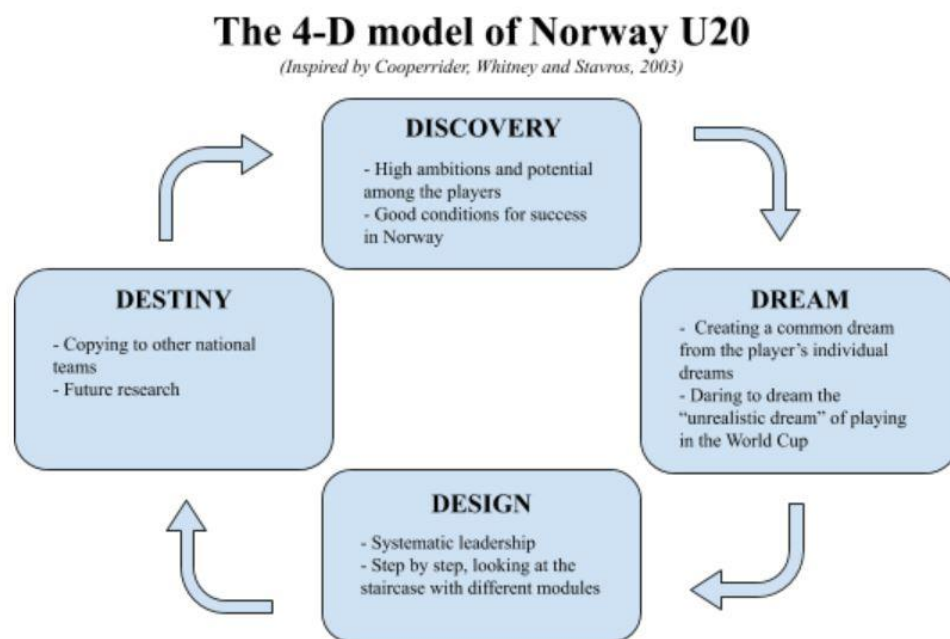 The 4-D model of Norway U20
(Inspired by Cooperrider, Whitney and Stavros, 2003)
DISCOVERY
- High ambitions and potential
among the players
- Good conditions for success
in Norway
DREAM
- Creating a common dream
from the player’s individual
dreams
- Daring to dream the
“unrealistic dream” of playing
in the World Cup
DESIGN
- Systematic leadership
- Step by step, looking at the
staircase with different modules
DESTINY
- Copying to other national
teams
- Future research